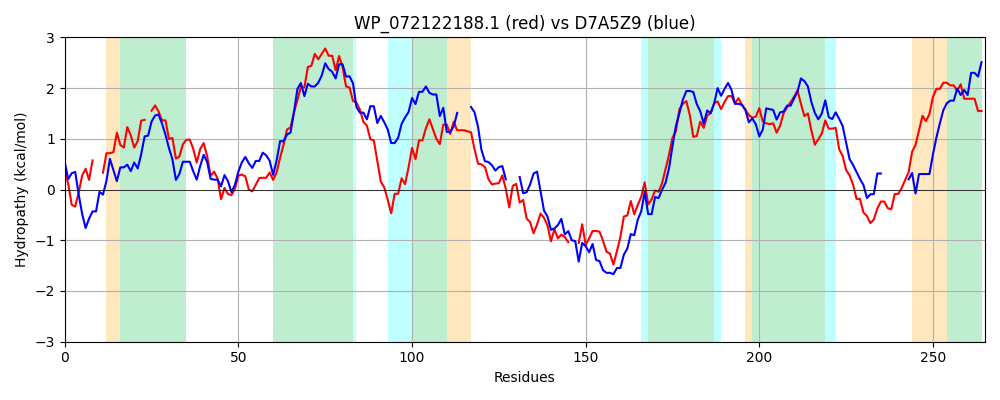 WP_072122188.1 (red) vs D7A5Z9 (blue)
Hydropathy (kcal/mol)
3
2
1
0
−1
−2
−3
0 50 100 150 200 250
Residues